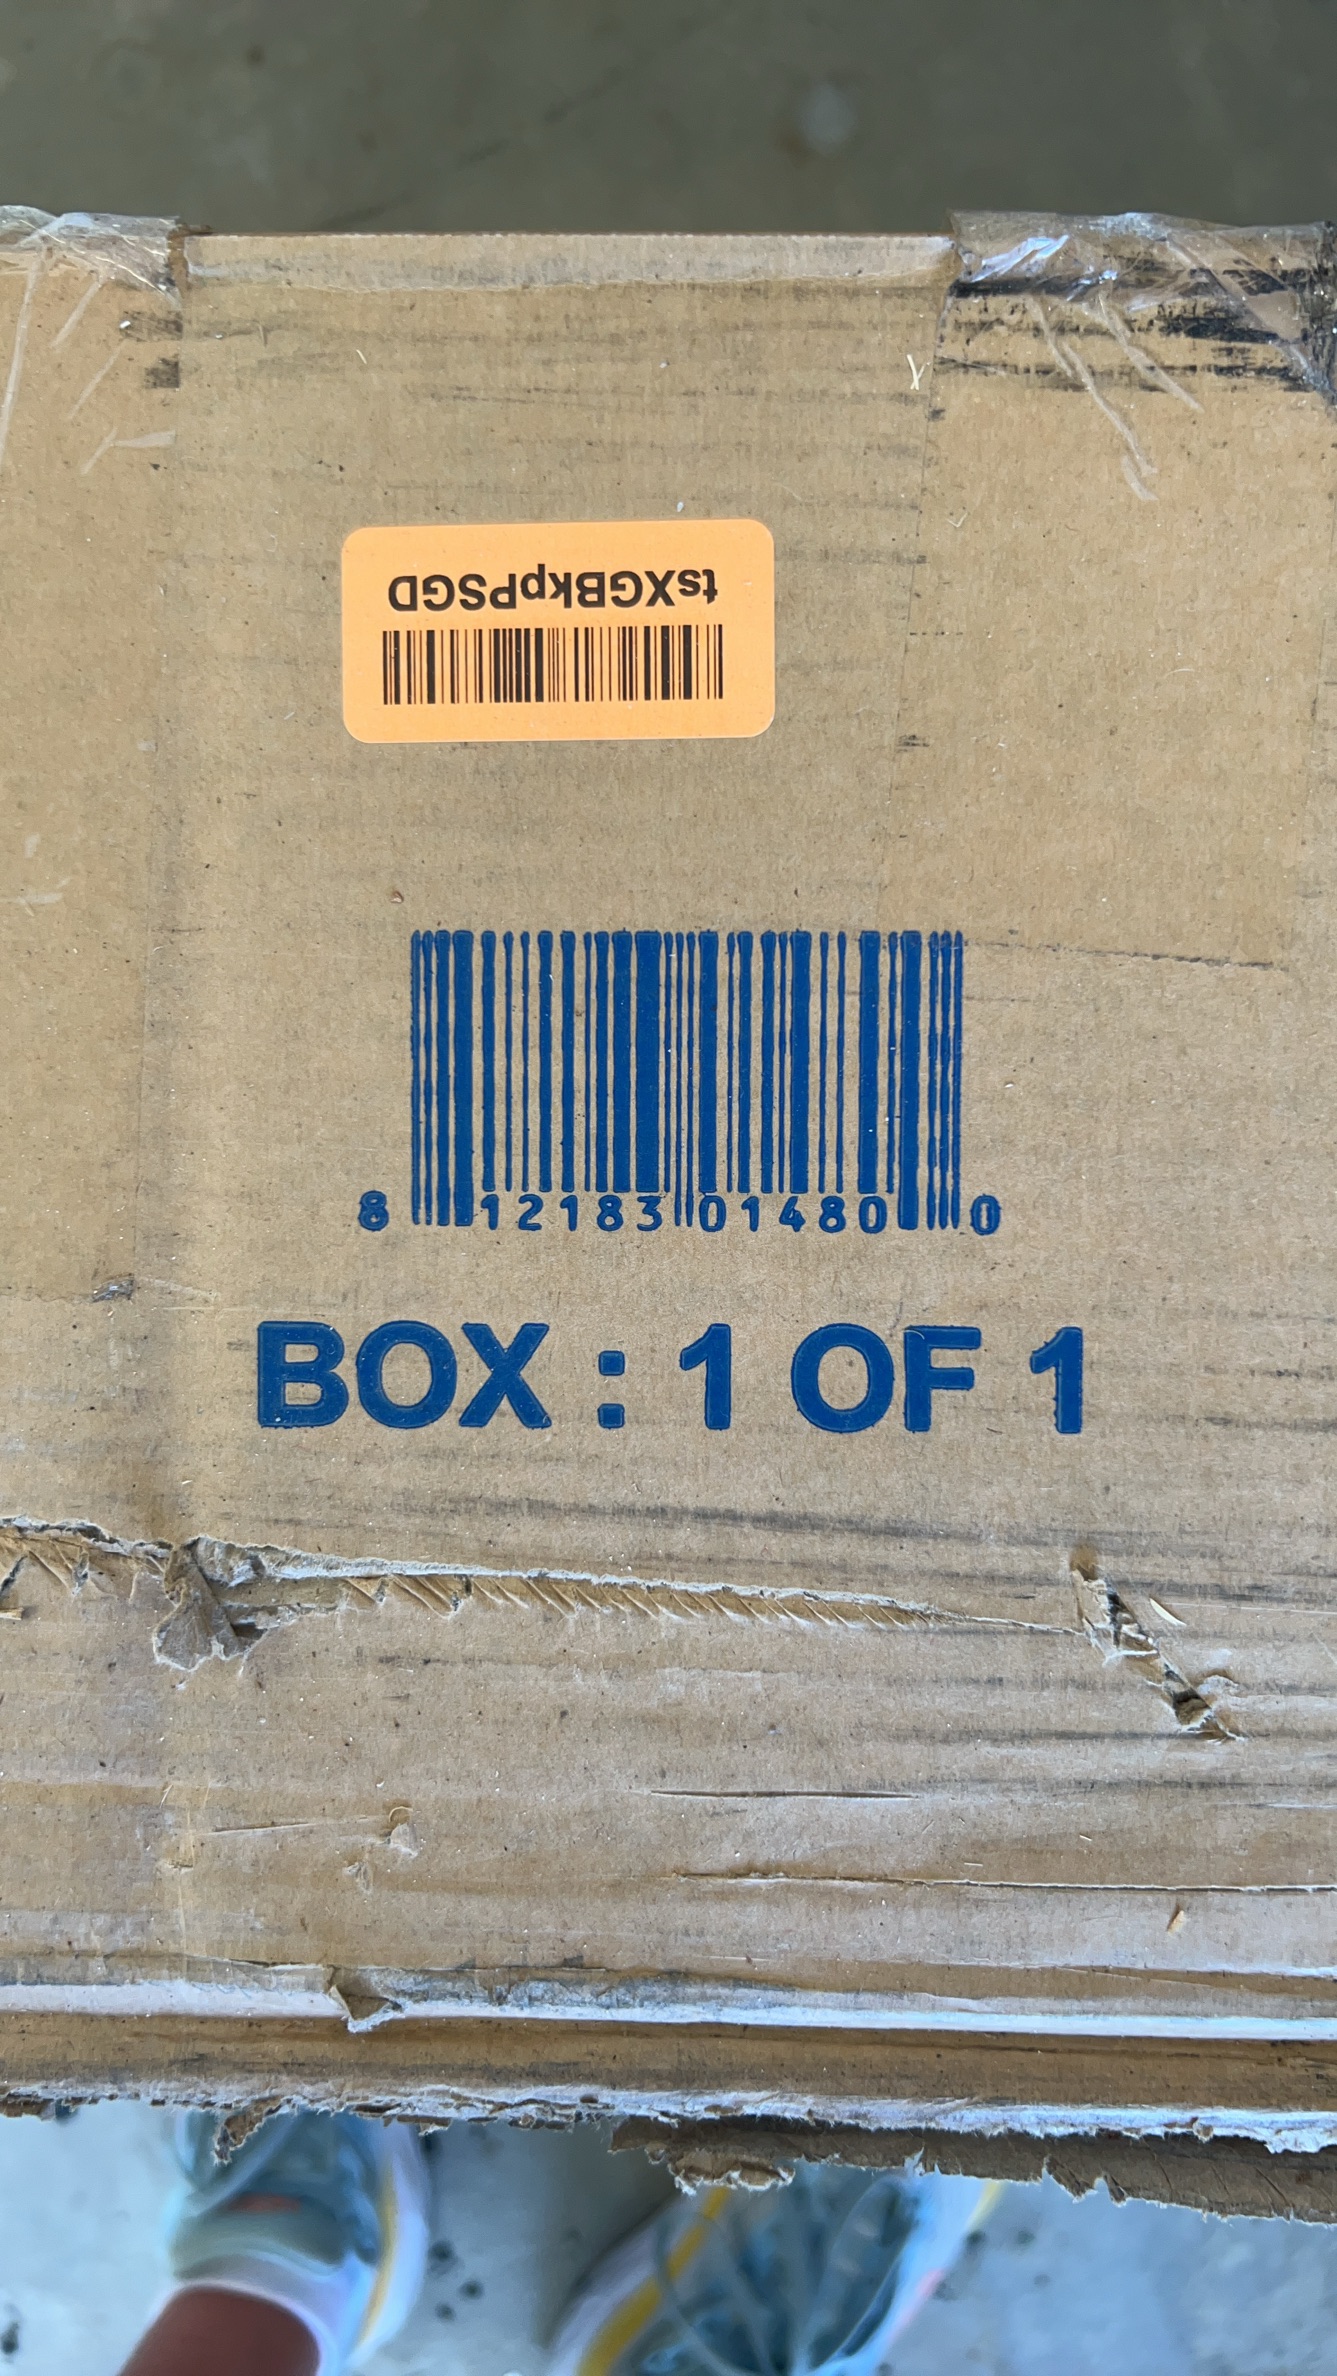 tsXGBkpPSGD
8 12183 01480 0
BOX : 1 OF 1